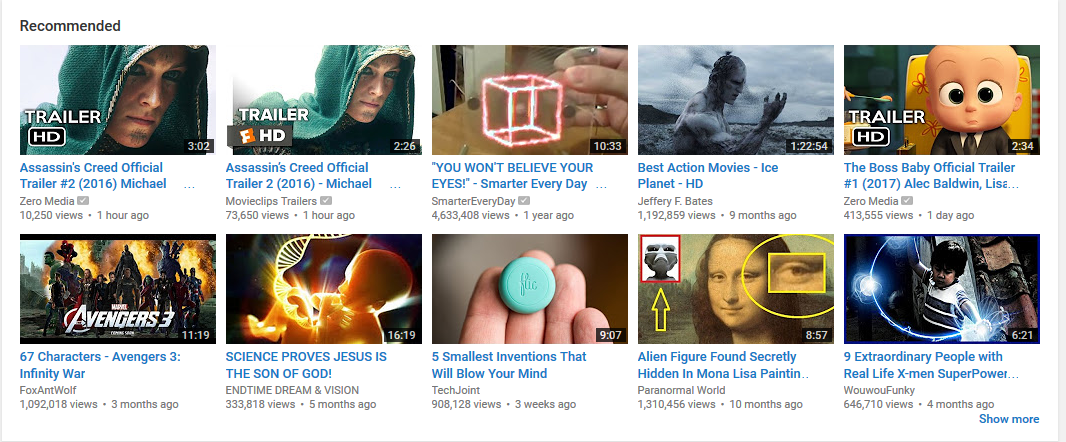 Recommended
TRAILER
HD
3:02
TRAILER
HD
2:26
10:33
1:22:54
TRAILER
HD
2:34
Assassin's Creed Official
Trailer #2 (2016) Michael ...
Zero Media
10,250 views • 1 hour ago
Assassin's Creed Official
Trailer 2 (2016) - Michael ...
Movieclips Trailers
73,650 views • 1 hour ago
"YOU WON'T BELIEVE YOUR
EYES!" - Smarter Every Day ...
SmarterEveryDay
4,633,408 views • 1 year ago
Best Action Movies - Ice
Planet - HD
Jeffery F. Bates
1,192,859 views • 9 months ago
The Boss Baby Official Trailer
#1 (2017) Alec Baldwin, Lisa...
Zero Media
413,555 views • 1 day ago
MARVEL
AVENGERS 3
COMING SOON
11:19
16:19
flic
9:07
8:57
6:21
67 Characters - Avengers 3:
Infinity War
FoxAntWolf
1,092,018 views • 3 months ago
SCIENCE PROVES JESUS IS
THE SON OF GOD!
ENDTIME DREAM & VISION
333,818 views • 5 months ago
5 Smallest Inventions That
Will Blow Your Mind
TechJoint
908,128 views • 3 weeks ago
Alien Figure Found Secretly
Hidden In Mona Lisa Paintin...
Paranormal World
1,310,456 views • 10 months ago
9 Extraordinary People with
Real Life X-men SuperPower...
WouwouFunky
646,710 views • 4 months ago
Show more